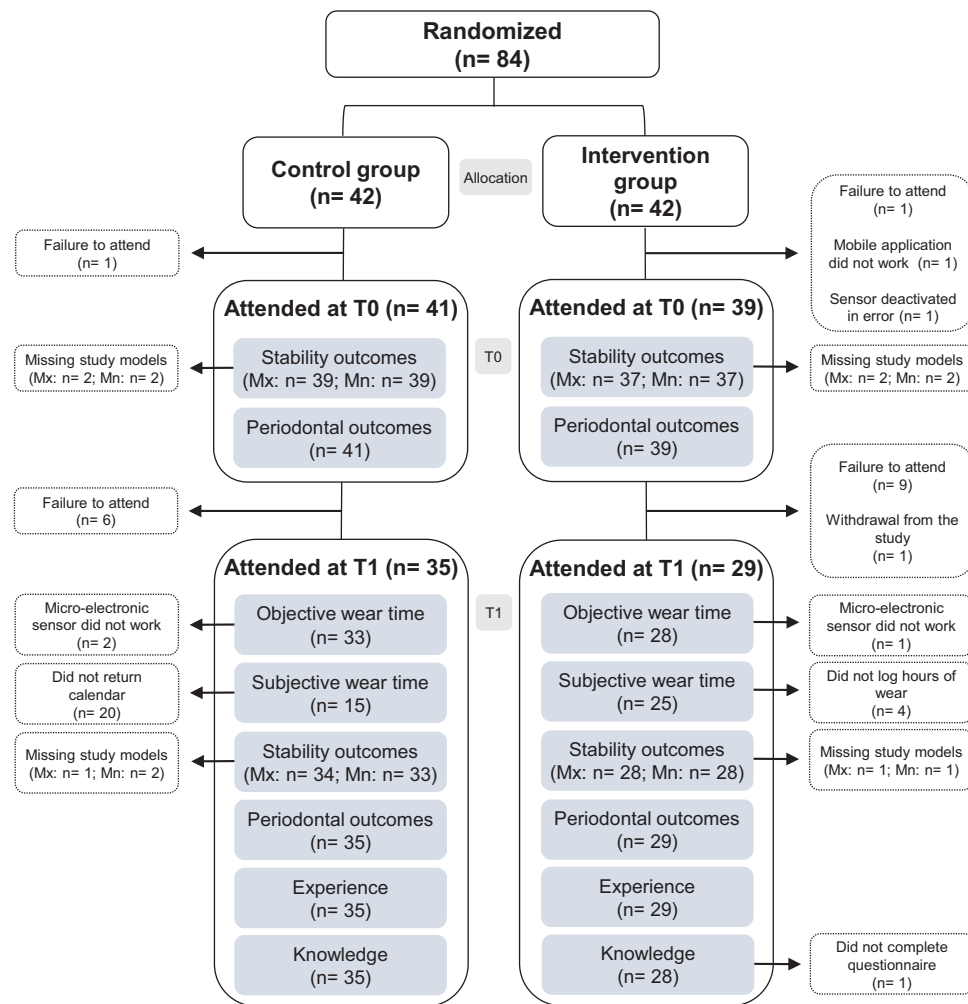 Randomized
(n= 84)
Control group
(n= 42)
Allocation
Intervention
group
(n= 42)
Failure to attend
(n= 1)
Failure to attend
(n= 1)
Mobile application
did not work (n= 1)
Sensor deactivated
in error (n= 1)
Attended at T0 (n= 41)
Attended at T0 (n= 39)
Missing study models
(Mx: n= 2; Mn: n= 2)
Stability outcomes
(Mx: n= 39; Mn: n= 39)
T0
Stability outcomes
(Mx: n= 37; Mn: n= 37)
Missing study models
(Mx: n= 2; Mn: n= 2)
Periodontal outcomes
(n= 41)
Periodontal outcomes
(n= 39)
Failure to attend
(n= 6)
Failure to attend
(n= 9)
Withdrawal from the
study
(n= 1)
Attended at T1 (n= 35)
Attended at T1 (n= 29)
Micro-electronic
sensor did not work
(n= 2)
Objective wear time
(n= 33)
T1
Objective wear time
(n= 28)
Micro-electronic
sensor did not work
(n= 1)
Did not return
calendar
(n= 20)
Subjective wear time
(n= 15)
Subjective wear time
(n= 25)
Did not log hours of
wear
(n= 4)
Missing study models
(Mx: n= 1; Mn: n= 2)
Stability outcomes
(Mx: n= 34; Mn: n= 33)
Stability outcomes
(Mx: n= 28; Mn: n= 28)
Missing study models
(Mx: n= 1; Mn: n= 1)
Periodontal outcomes
(n= 35)
Periodontal outcomes
(n= 29)
Experience
(n= 35)
Experience
(n= 29)
Knowledge
(n= 35)
Knowledge
(n= 28)
Did not complete
questionnaire
(n= 1)